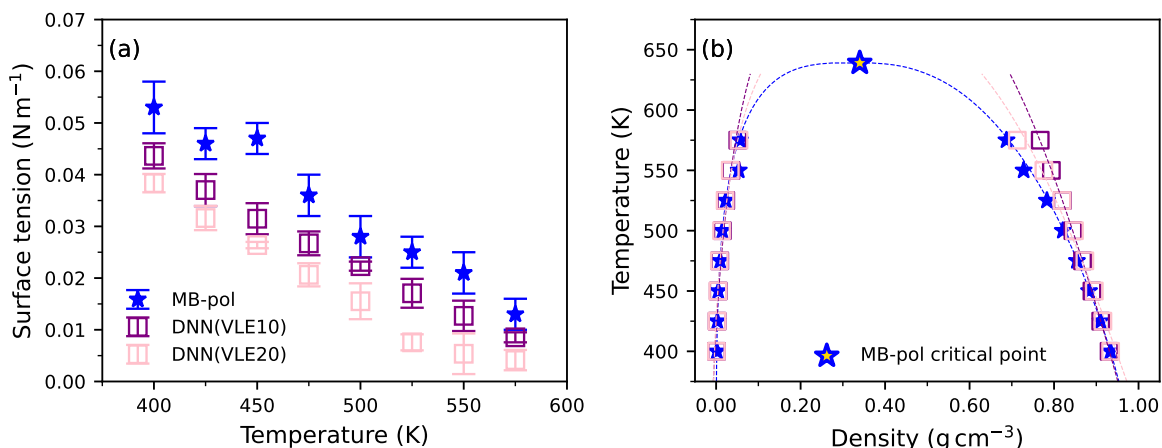 (a)
Surface tension (N m⁻¹)
0.07
0.06
0.05
0.04
0.03
0.02
0.01
0.00
MB-pol
DNN(VLE10)
DNN(VLE20)
400 425 450 475 500 525 550 575 600
Temperature (K)
(b)
Temperature (K)
650
625
600
575
550
525
500
450
400
MB-pol critical point
0.00 0.20 0.40 0.60 0.80 1.00
Density (g cm⁻³)